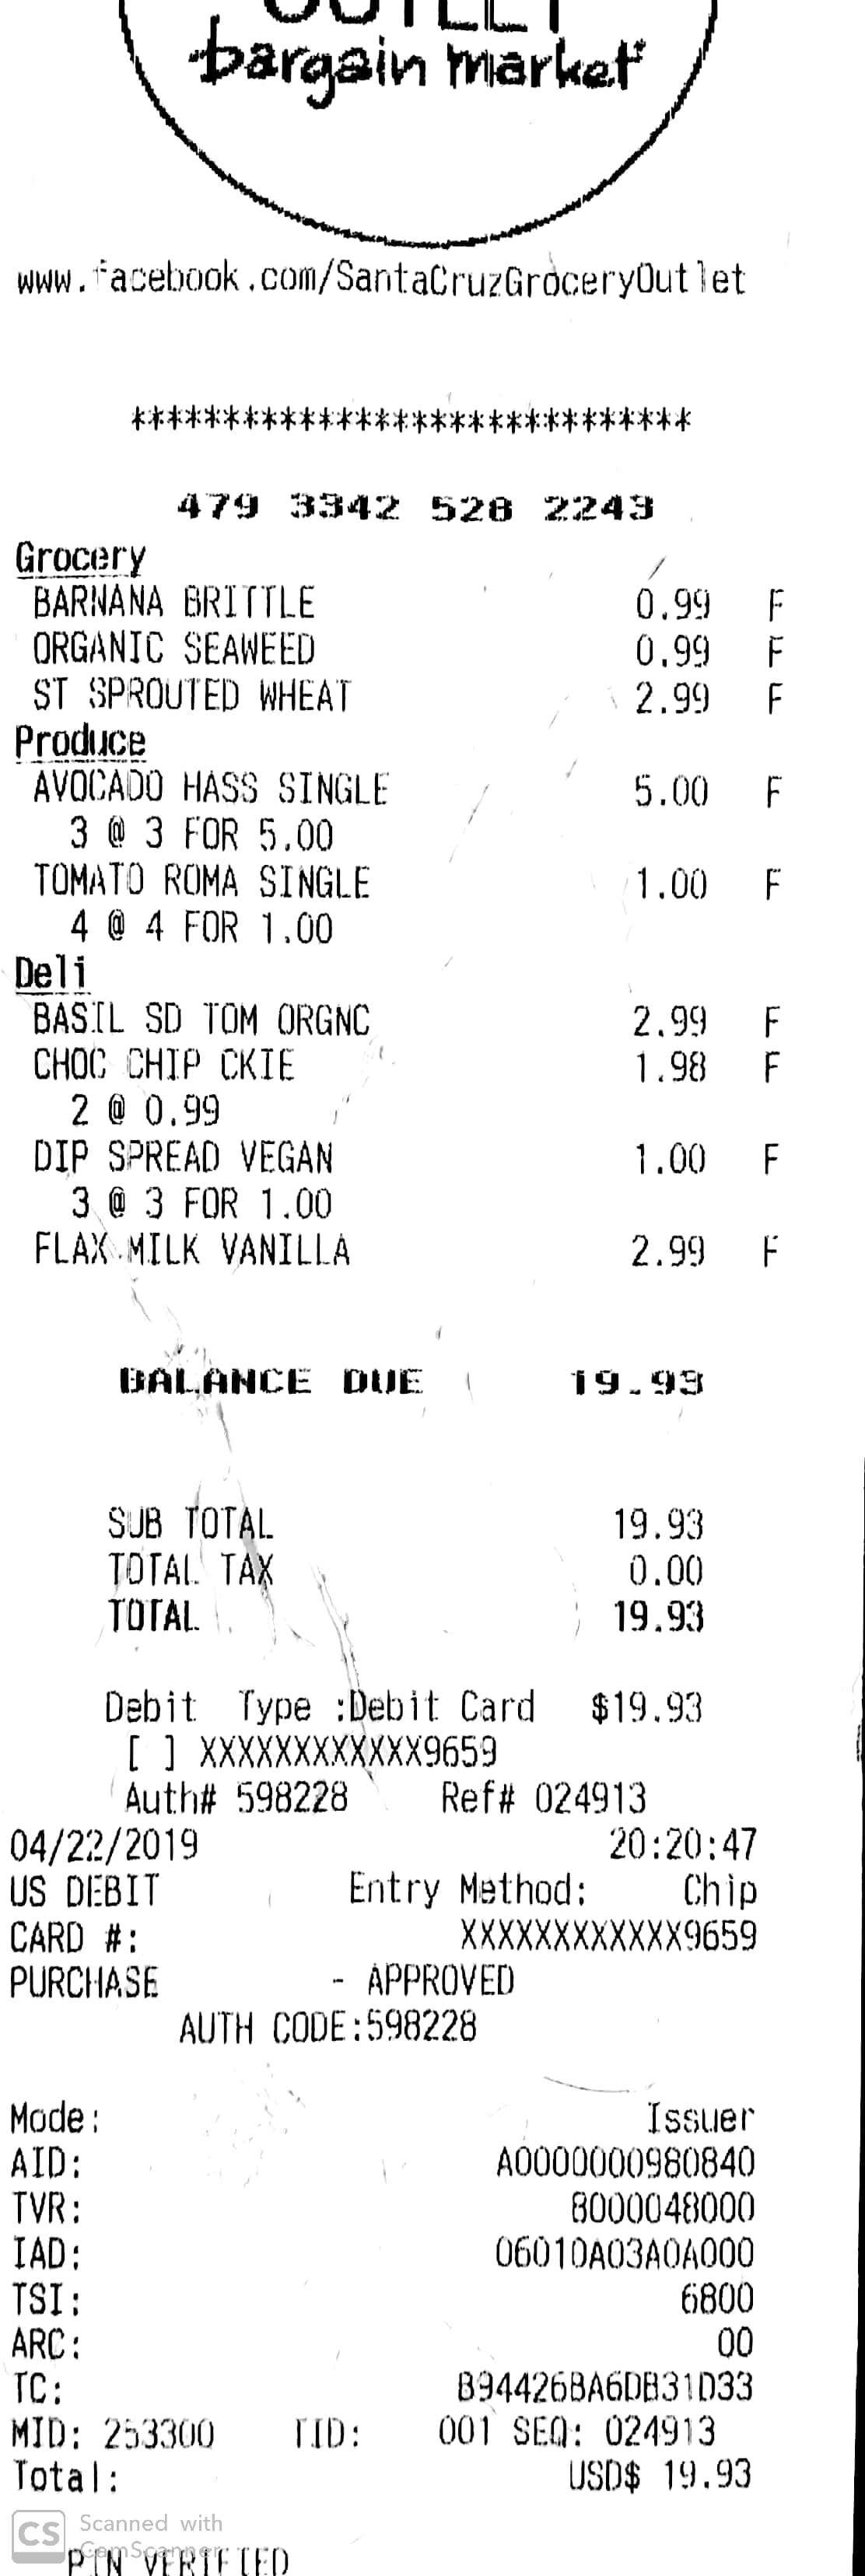 OUTLET
bargain market
www.facebook.com/SantaCruzGroceryOutlet
******************************
479 3342 528 2243
Grocery
BARNANA BRITTLE 0.99 F
ORGANIC SEAWEED 0.99 F
ST SPROUTED WHEAT 2.99 F
Produce
AVOCADO HASS SINGLE 5.00 F
3 @ 3 FOR 5.00
TOMATO ROMA SINGLE 1.00 F
4 @ 4 FOR 1.00
Deli
BASIL SD TOM ORGNC 2.99 F
CHOC CHIP CKIE 1.98 F
2 @ 0.99
DIP SPREAD VEGAN 1.00 F
3 @ 3 FOR 1.00
FLAX MILK VANILLA 2.99 F
BALANCE DUE 19.93
SUB TOTAL 19.93
TOTAL TAX 0.00
TOTAL 19.93
Debit Type :Debit Card $19.93
[ ] XXXXXXXXXXXX9659
Auth# 598228 Ref# 024913
04/22/2019 20:20:47
US DEBIT Entry Method: Chip
CARD #: XXXXXXXXXXXX9659
PURCHASE - APPROVED
AUTH CODE:598228
Mode: Issuer
AID: A0000000980840
TVR: 8000048000
IAD: 06010A03A0A000
TSI: 6800
ARC: 00
TC: B94426BA6DB31D33
MID: 253300 TID: 001 SEQ: 024913
Total: USD$ 19.93
CS Scanned with
CamScanner
PIN VERIFIED